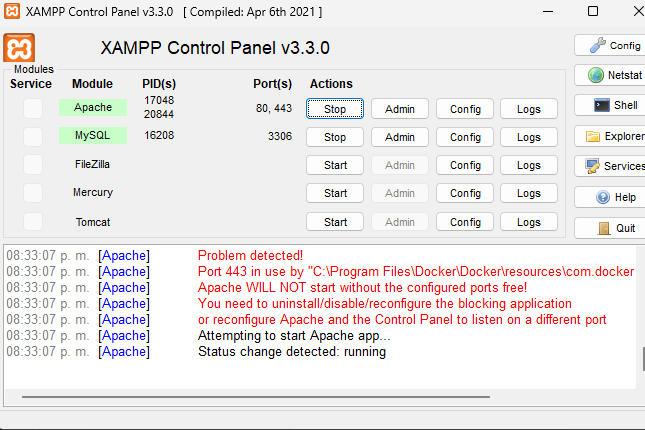 XAMPP Control Panel v3.3.0 [ Compiled: Apr 6th 2021 ]
XAMPP Control Panel v3.3.0
Config
Modules
Service Module PID(s) Port(s) Actions
Netstat
Apache 17048 20844 80, 443 Stop Admin Config Logs
Shell
MySQL 16208 3306 Stop Admin Config Logs
Explorer
FileZilla Start Admin Config Logs
Services
Mercury Start Admin Config Logs
Help
Tomcat Start Admin Config Logs
Quit
08:33:07 p. m. [Apache] Problem detected!
08:33:07 p. m. [Apache] Port 443 in use by "C:\Program Files\Docker\Docker\resources\com.docker
08:33:07 p. m. [Apache] Apache WILL NOT start without the configured ports free!
08:33:07 p. m. [Apache] You need to uninstall/disable/reconfigure the blocking application
08:33:07 p. m. [Apache] or reconfigure Apache and the Control Panel to listen on a different port
08:33:07 p. m. [Apache] Attempting to start Apache app...
08:33:07 p. m. [Apache] Status change detected: running